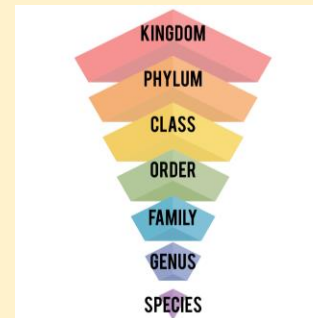 KINGDOM
PHYLUM
CLASS
ORDER
FAMILY
GENUS
SPECIES